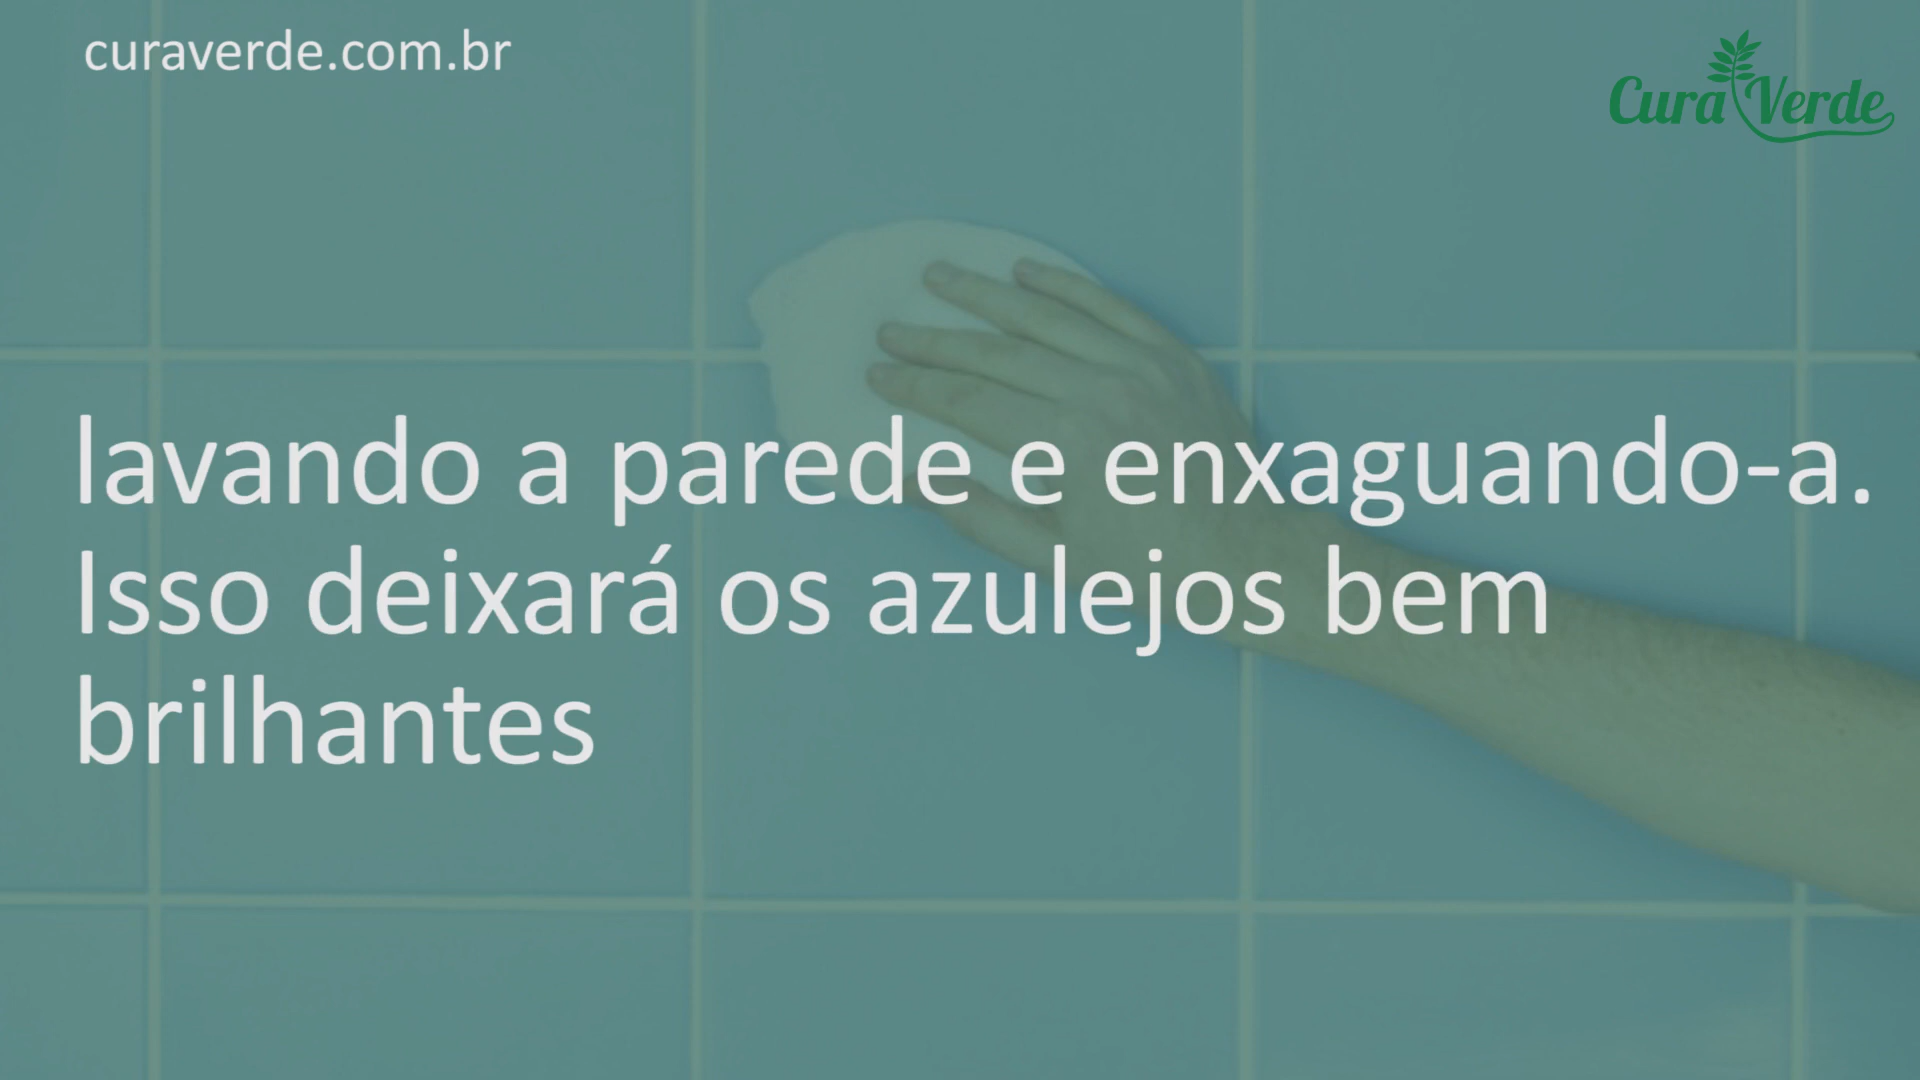 curaverde.com.br
Cura Verde
lavando a parede e enxaguando-a.
Isso deixará os azulejos bem
brilhantes